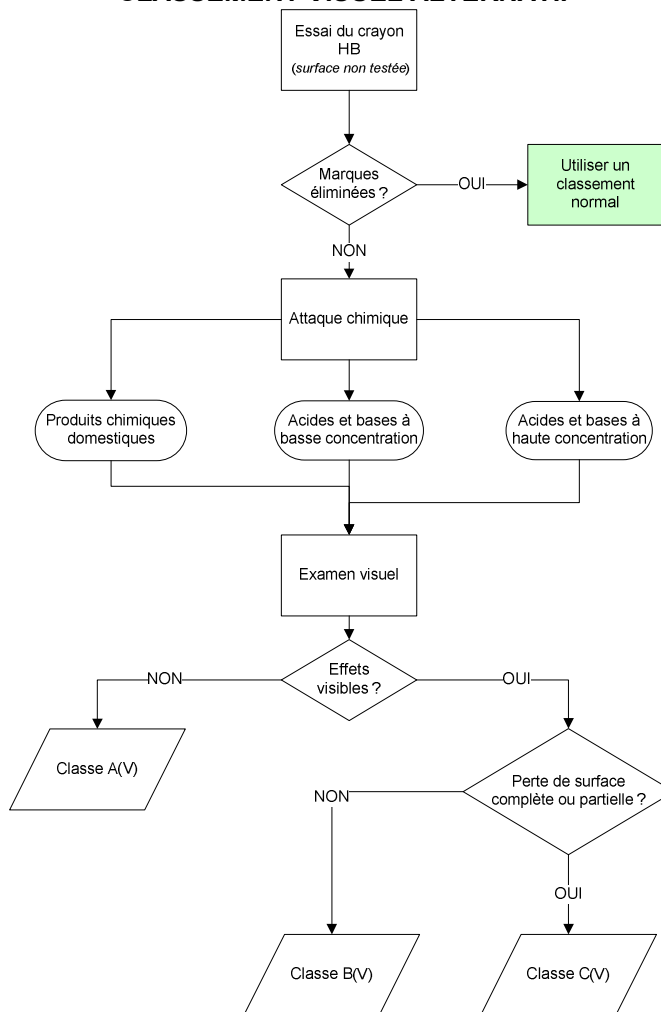 Essai du crayon
HB
(surface non testée)
Marques
éliminées ?
OUI
Utiliser un
classement
normal
NON
Attaque chimique
Produits chimiques
domestiques
Acides et bases à
basse concentration
Acides et bases à
haute concentration
Examen visuel
Effets
visibles ?
NON
OUI
Classe A(V)
Perte de surface
complète ou partielle ?
NON
OUI
Classe B(V)
Classe C(V)